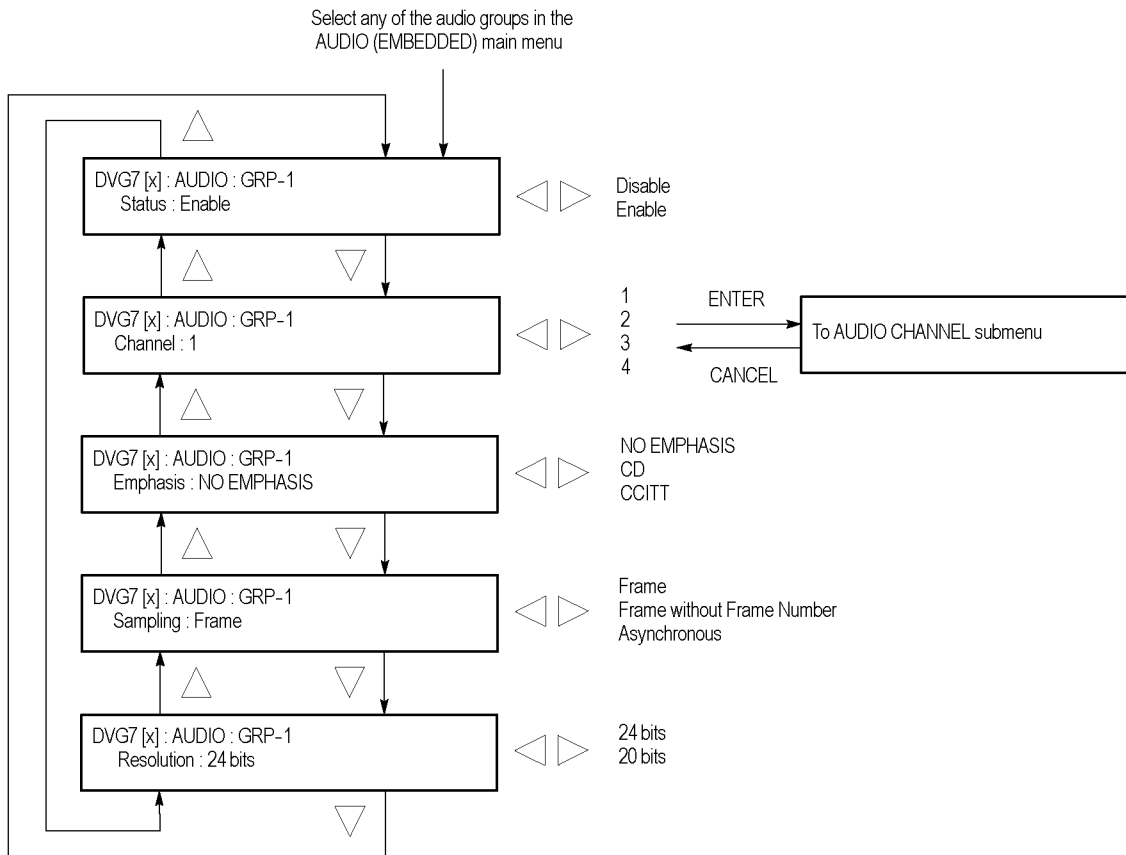 Select any of the audio groups in the
AUDIO (EMBEDDED) main menu
DVG7 [x] : AUDIO : GRP-1
Status : Enable
Disable
Enable
DVG7 [x] : AUDIO : GRP-1
Channel : 1
1
2
3
4
ENTER
CANCEL
To AUDIO CHANNEL submenu
DVG7 [x] : AUDIO : GRP-1
Emphasis : NO EMPHASIS
NO EMPHASIS
CD
CCITT
DVG7 [x] : AUDIO : GRP-1
Sampling : Frame
Frame
Frame without Frame Number
Asynchronous
DVG7 [x] : AUDIO : GRP-1
Resolution : 24 bits
24 bits
20 bits